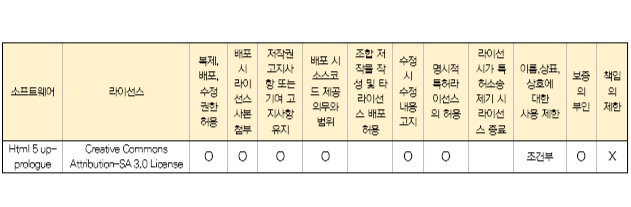 소프트웨어
라이선스
복제,
배포,
수정
권한
허용
배포
시
라이
선스
사본
첨부
저작권
고지사
항 또는
기여 고
지사항
유지
배포 시
소스코
드 제공
의무와
범위
조합 저
작물 작
성 및 타
라이선
스 배포
허용
수정
시
수정
내용
고지
명시적
특허라
이선스
의 허용
라이선
시가 특
허소송
제기 시
라이선
스 종료
이름,상표,
상호에
대한
사용 제한
보증
의
부인
책임
의
제한
Html 5 up-
prologue
Creative Commons
Attribution-SA 3.0 License
O
O
O
O
O
O
조건부
O
X